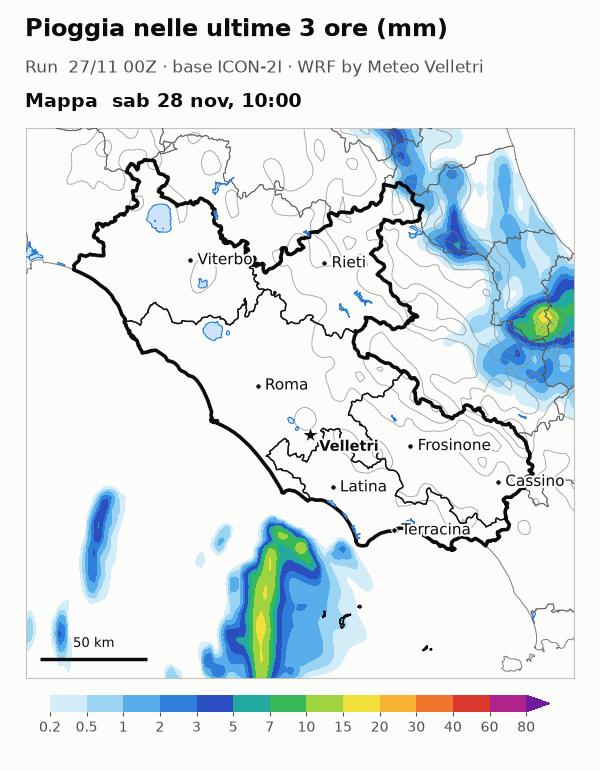 Pioggia nelle ultime 3 ore (mm)
Run  27/11 00Z · base ICON-2I · WRF by Meteo Velletri
Mappa  sab 28 nov, 10:00
Viterbo
Rieti
Roma
Velletri
Frosinone
Latina
Cassino
Terracina
50 km
0.2 0.5 1 2 3 5 7 10 15 20 30 40 60 80